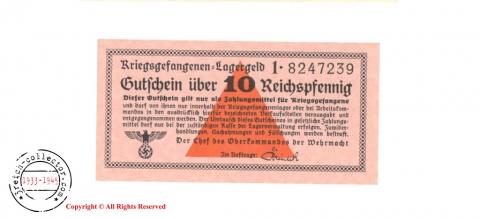 Kriegsgefangenen-Lagergeld 1·8247239
Gutschein über 10 Reichspfennig
Dieser Gutschein gilt nur als Zahlungsmittel für Kriegsgefangene
und darf von ihnen nur innerhalb der Kriegsgefangenenlager oder bei Arbeitskom-
mandos in den ausdrücklich hierfür bezeichneten Verkaufsstellen verausgabt und
entgegengenommen werden. Der Umtausch dieses Gutscheins in gesetzliche Zahlungs-
mittel darf nur bei der zuständigen Kasse der Lagerverwaltung erfolgen. Zuwider-
handlungen, Nachahmungen und Fälschungen werden bestraft.
Der Chef des Oberkommandos der Wehrmacht
Im Auftrage:
3reich-collector.com
1933-1945
Copyright © All Rights Reserved